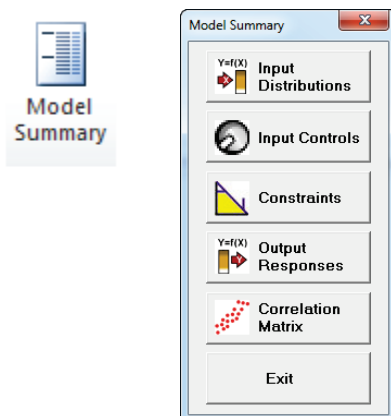 Model
Summary
Model Summary
Y=f(X)
Input
Distributions
Input Controls
Constraints
Y=f(X)
Output
Responses
Correlation
Matrix
Exit